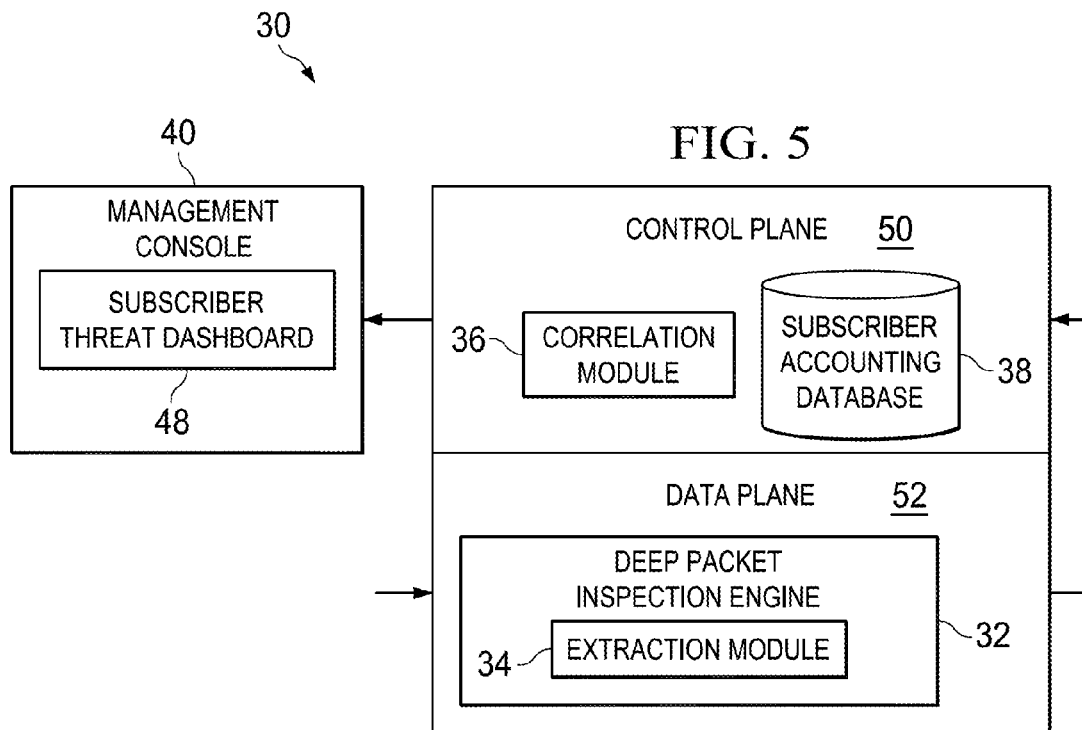 30
FIG. 5
40
MANAGEMENT
CONSOLE
SUBSCRIBER
THREAT DASHBOARD
48
CONTROL PLANE 50
36
CORRELATION
MODULE
SUBSCRIBER
ACCOUNTING
DATABASE
38
DATA PLANE 52
DEEP PACKET
INSPECTION ENGINE
32
34
EXTRACTION MODULE